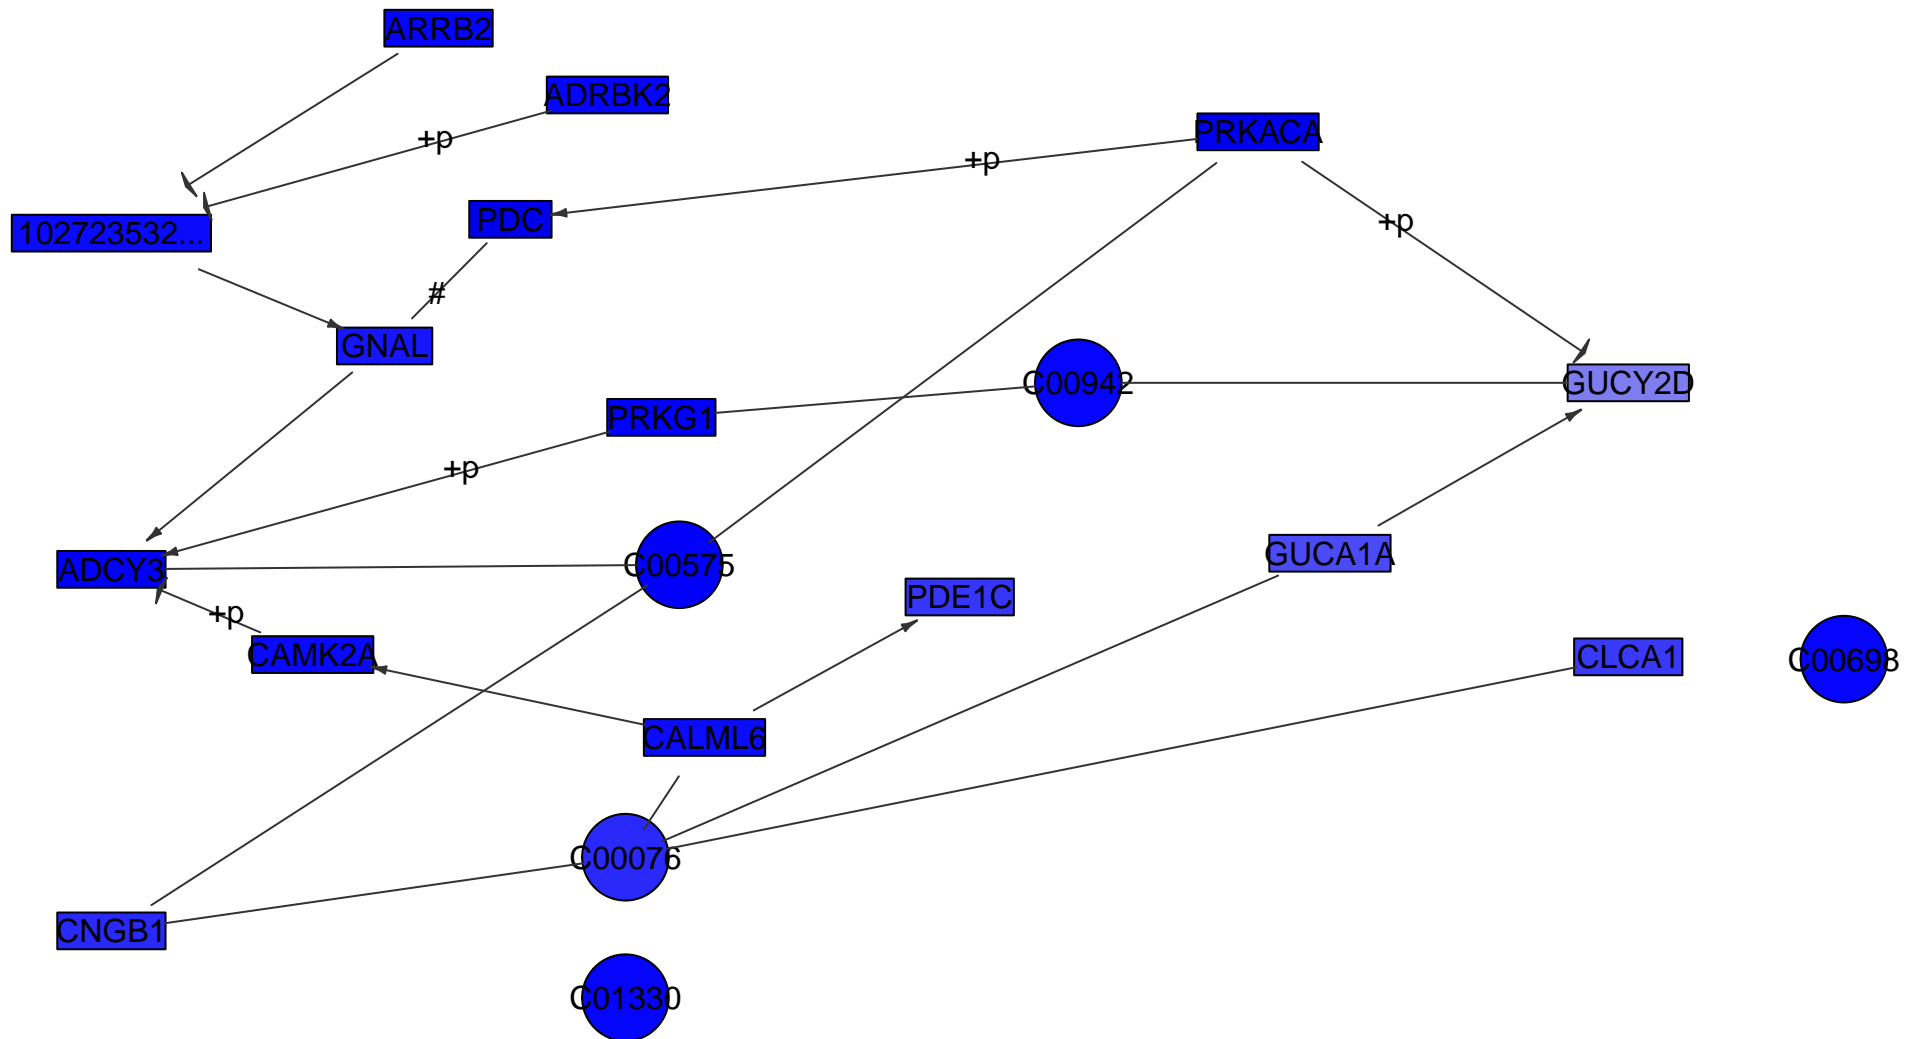 ARRB2
ADRBK2
PRKACA
+p
+p
102723532...
PDC
+p
#
GNAL
C00942
GUCY2D
PRKG1
+p
ADCY3
C00575
GUCA1A
PDE1C
+p
CAMK2A
CLCA1
C00698
CALML6
C00076
CNGB1
C01330